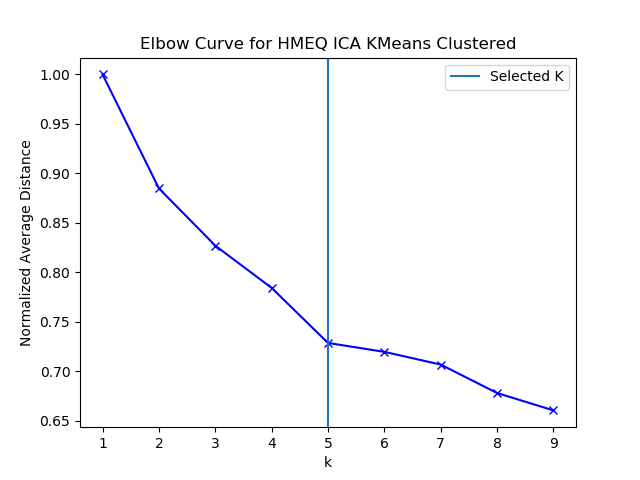 Elbow Curve for HMEQ ICA KMeans Clustered
Selected K
Normalized Average Distance
1.00
0.95
0.90
0.85
0.80
0.75
0.70
0.65
1 2 3 4 5 6 7 8 9
k